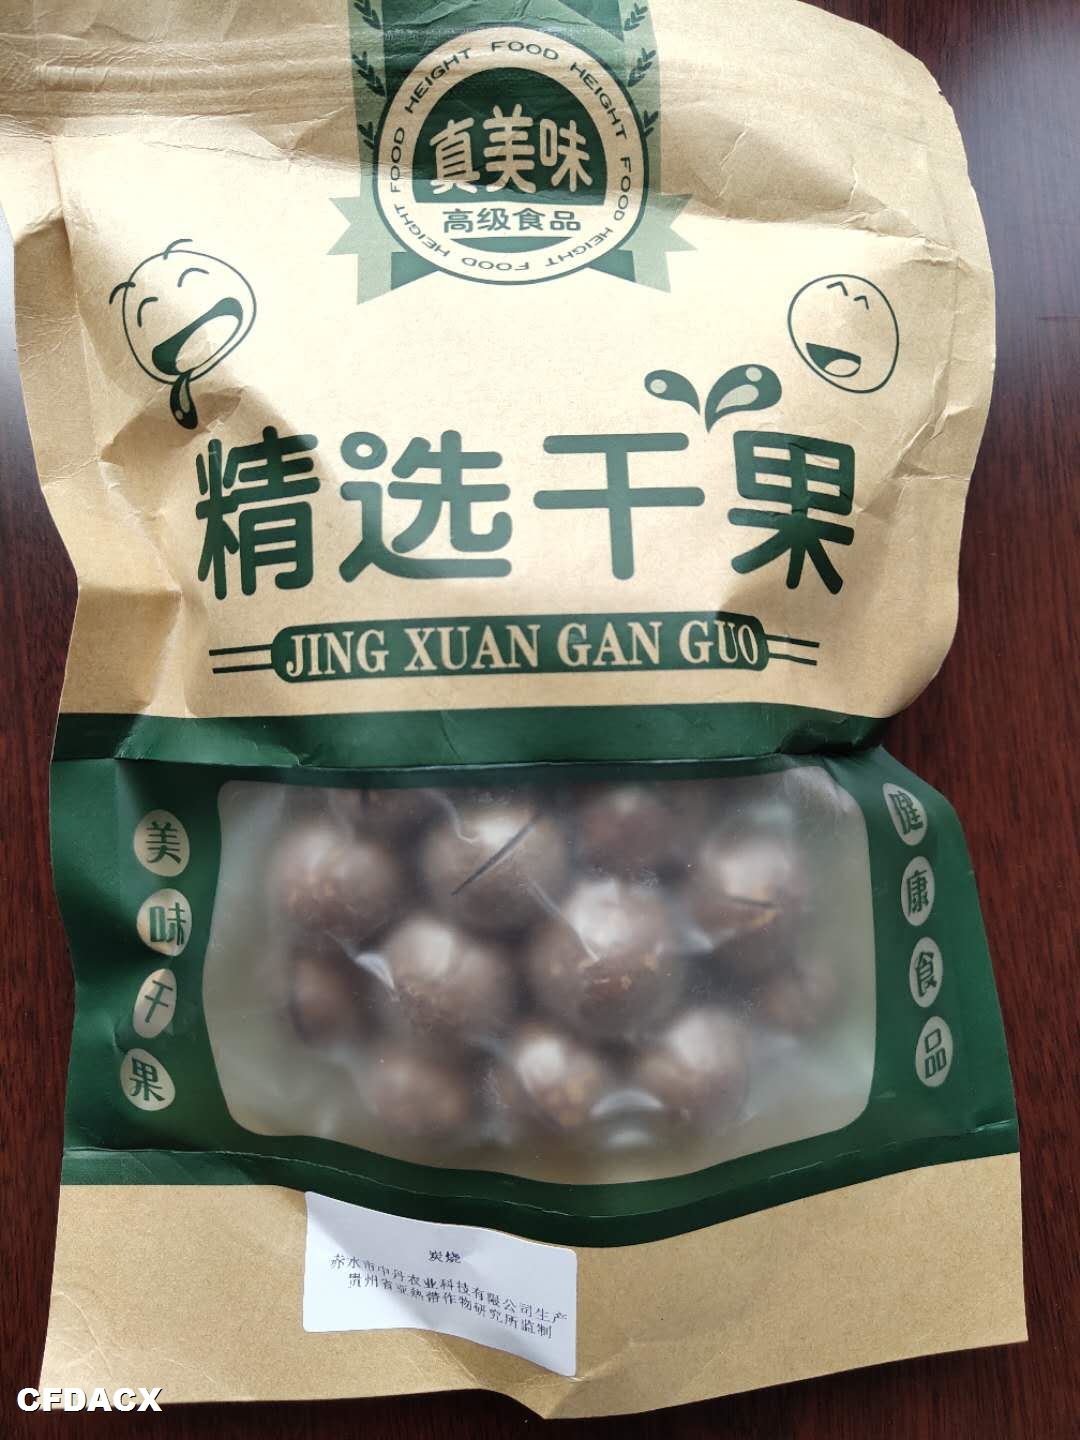 FOOD HEIGHT FOOD HEIGHT FOOD HEIGHT FOOD HEIGHT
真美味
高级食品
精选干果
JING XUAN GAN GUO
美味干果
健康食品
炭烧
赤水市中丹农业科技有限公司生产
贵州省亚热带作物研究所监制
CFDACX